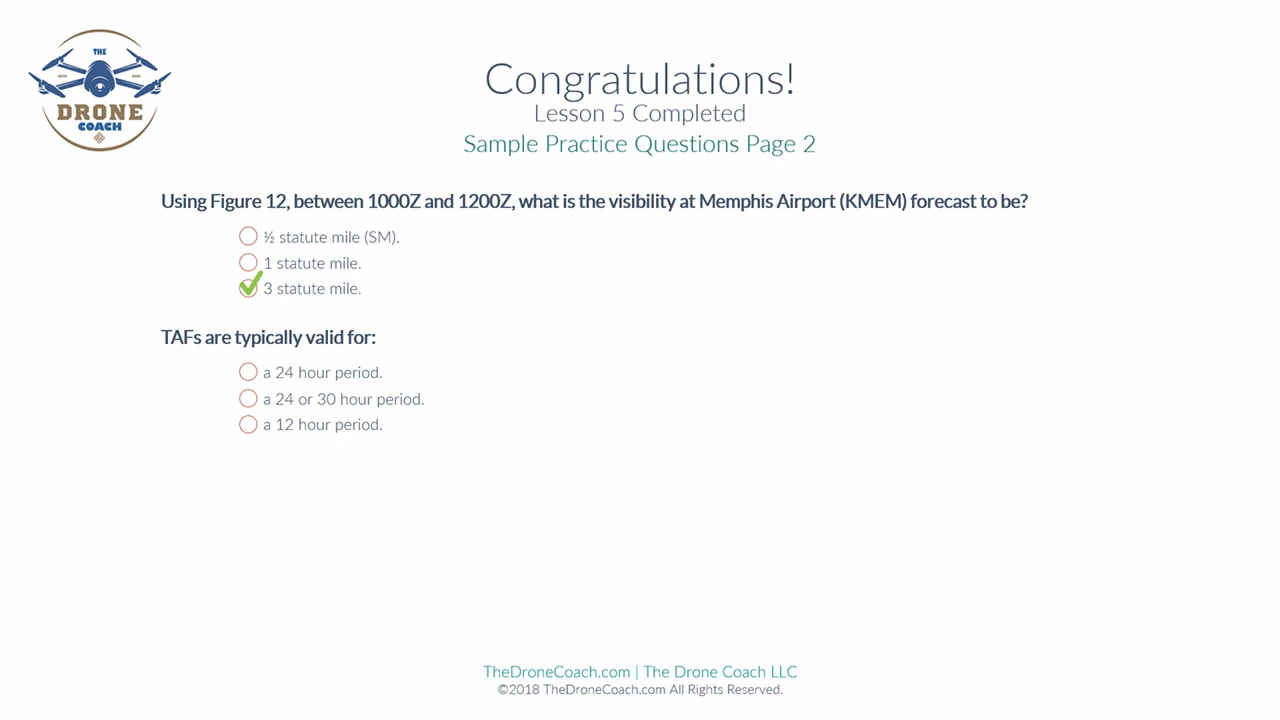 THE
DRONE
COACH
Congratulations!
Lesson 5 Completed
Sample Practice Questions Page 2
Using Figure 12, between 1000Z and 1200Z, what is the visibility at Memphis Airport (KMEM) forecast to be?
½ statute mile (SM).
1 statute mile.
3 statute mile.
TAFs are typically valid for:
a 24 hour period.
a 24 or 30 hour period.
a 12 hour period.
TheDroneCoach.com | The Drone Coach LLC
©2018 TheDroneCoach.com All Rights Reserved.